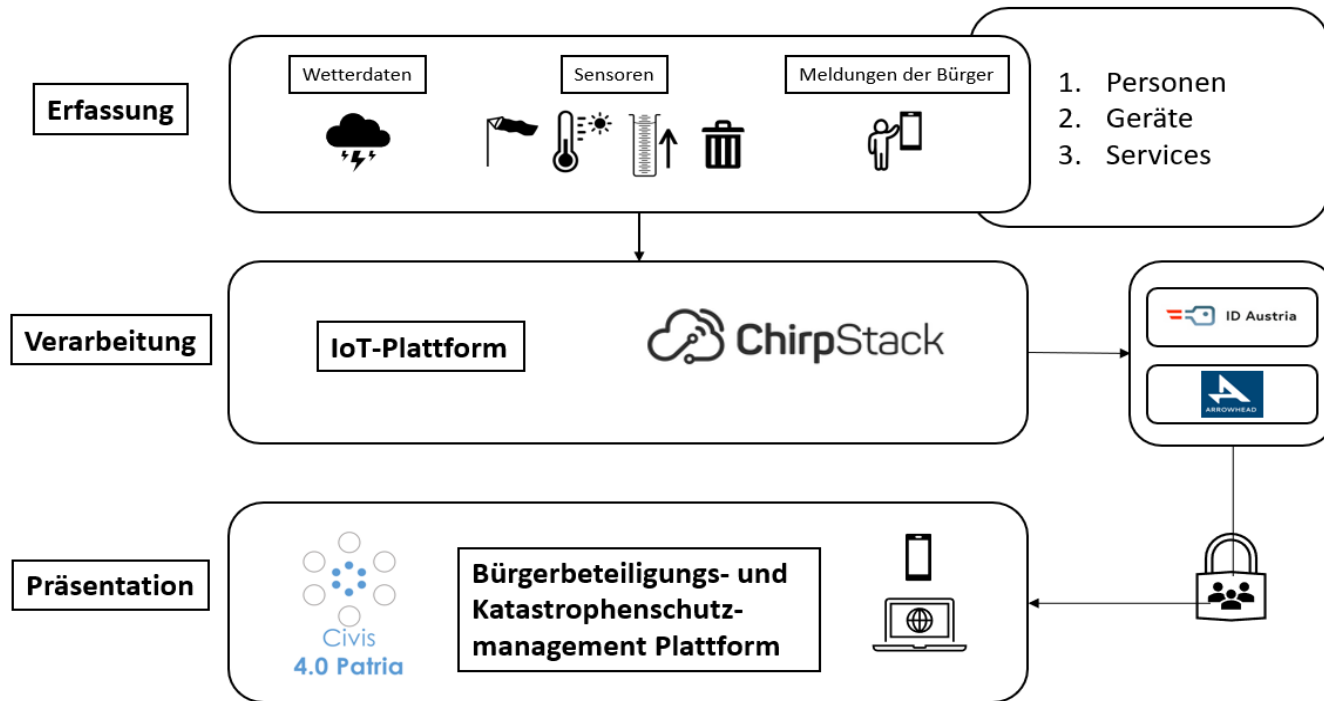 Erfassung
Wetterdaten
Sensoren
Meldungen der Bürger
1. Personen
2. Geräte
3. Services
Verarbeitung
IoT-Plattform
ChirpStack
ID Austria
ARROWHEAD
Präsentation
Civis
4.0 Patria
Bürgerbeteiligungs- und
Katastrophenschutz-
management Plattform